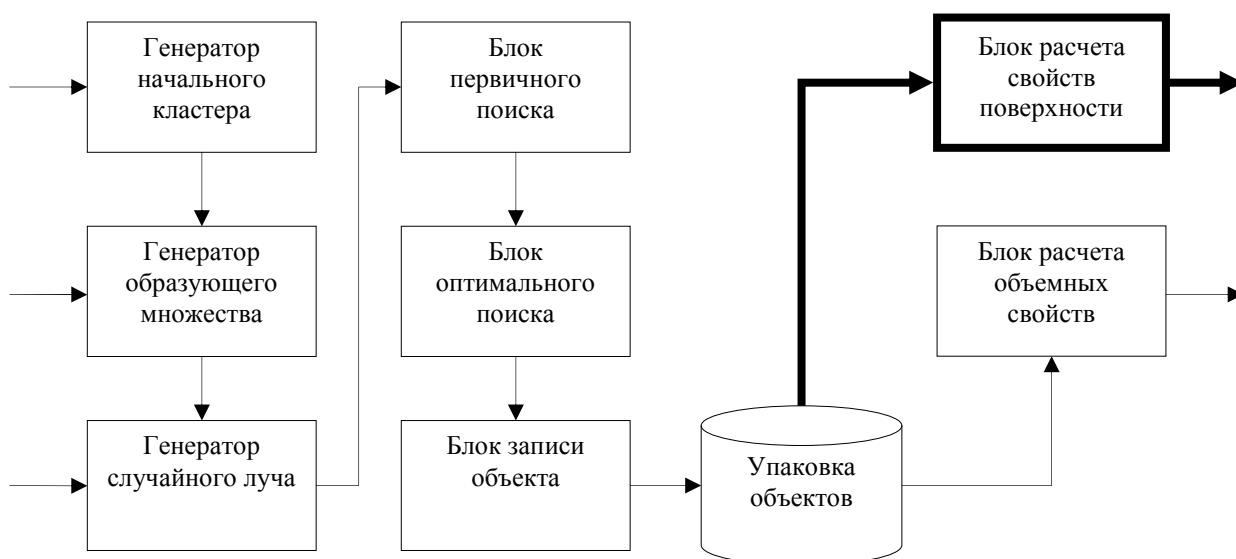 Генератор
начального
кластера
Генератор
образующего
множества
Генератор
случайного луча
Блок
первичного
поиска
Блок
оптимального
поиска
Блок записи
объекта
Упаковка
объектов
Блок расчета
свойств
поверхности
Блок расчета
объемных
свойств